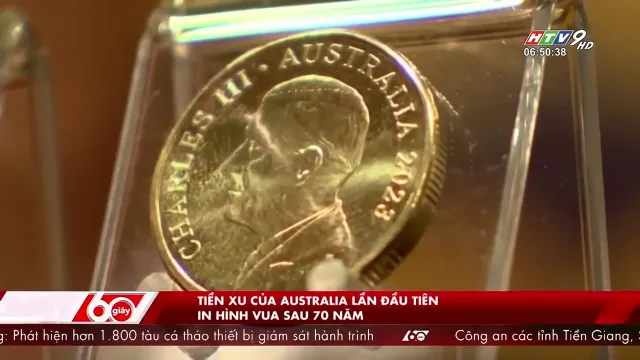 HTV9 HD
06:50:38
CHARLES III · AUSTRALIA 2023
60 giây
TIỀN XU CỦA AUSTRALIA LẦN ĐẦU TIÊN
IN HÌNH VUA SAU 70 NĂM
g: Phát hiện hơn 1.800 tàu cá tháo thiết bị giám sát hành trình 60 Công an các tỉnh Tiền Giang,